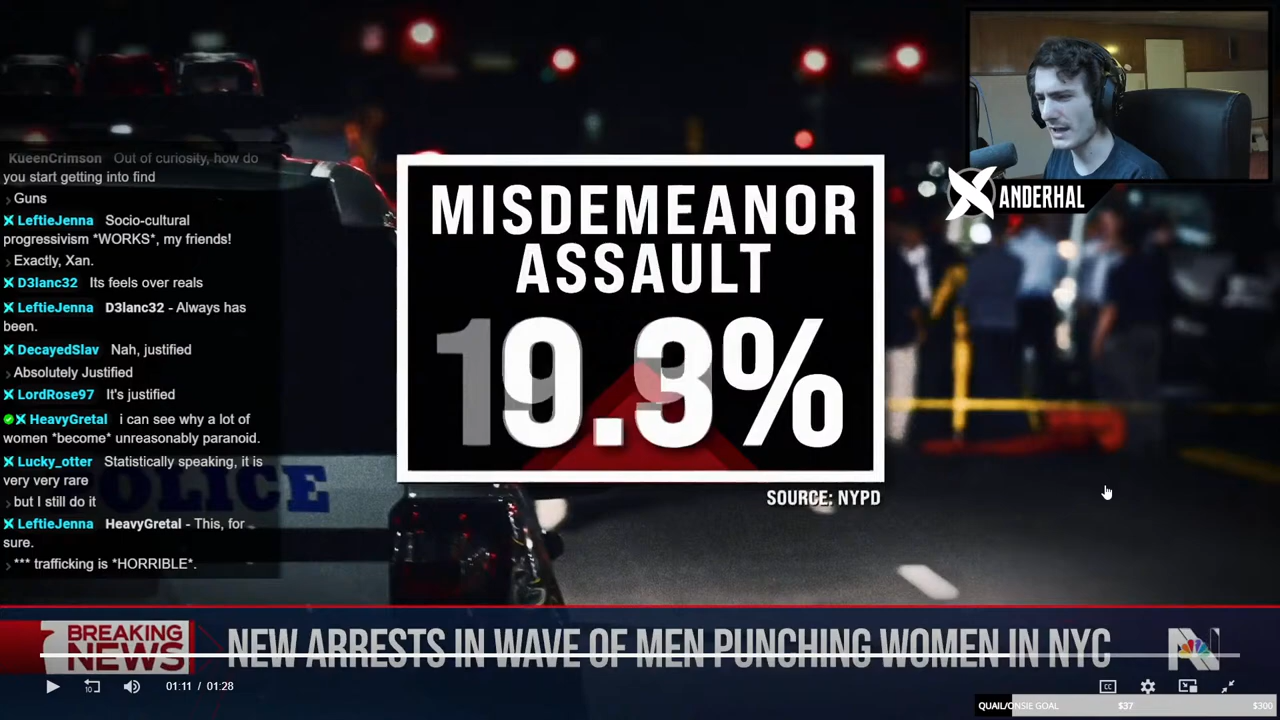 KueenCrimson Out of curiosity, how do
you start getting into find
Guns
LeftieJenna Socio-cultural
progressivism *WORKS*, my friends!
Exactly, Xan.
D3lanc32 Its feels over reals
LeftieJenna D3lanc32 - Always has
been.
DecayedSlav Nah, justified
Absolutely Justified
LordRose97 It's justified
HeavyGretal i can see why a lot of
women *become* unreasonably paranoid.
Lucky_otter Statistically speaking, it is
very very rare
but I still do it
LeftieJenna HeavyGretal - This, for
sure.
*** trafficking is *HORRIBLE*.
POLICE
MISDEMEANOR
ASSAULT
%
SOURCE: NYPD
XANDERHAL
BREAKING
NEWS
NEW ARRESTS IN WAVE OF MEN PUNCHING WOMEN IN NYC
N
10
01:11 / 01:28
CC
QUAIL/ONSIE GOAL $37 $300